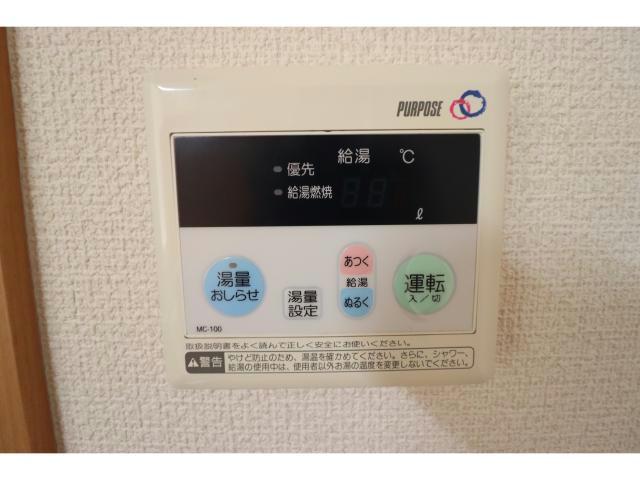 PURPOSE
給湯 ℃
優先
給湯燃焼
ℓ
湯量
おしらせ
湯量
設定
あつく
給湯
ぬるく
運転
入／切
MC-100
取扱説明書をよく読んで正しく安全にお使いください。
警告
やけど防止のため、湯温を確かめてください。さらに、シャワー、
給湯の使用中は、使用者以外お湯の温度を変更しないでください。